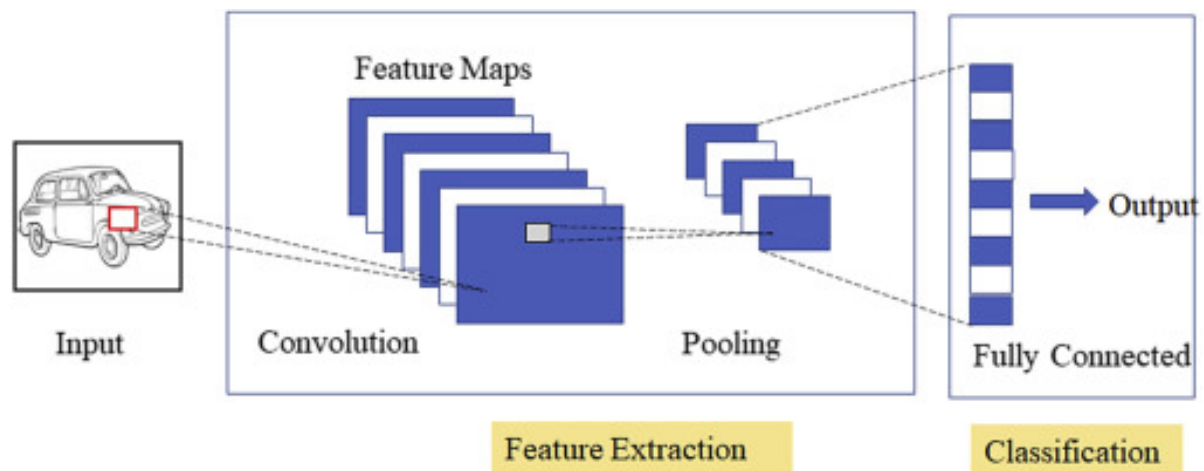 Feature Maps
Input
Convolution
Pooling
Fully Connected
Output
Feature Extraction
Classification